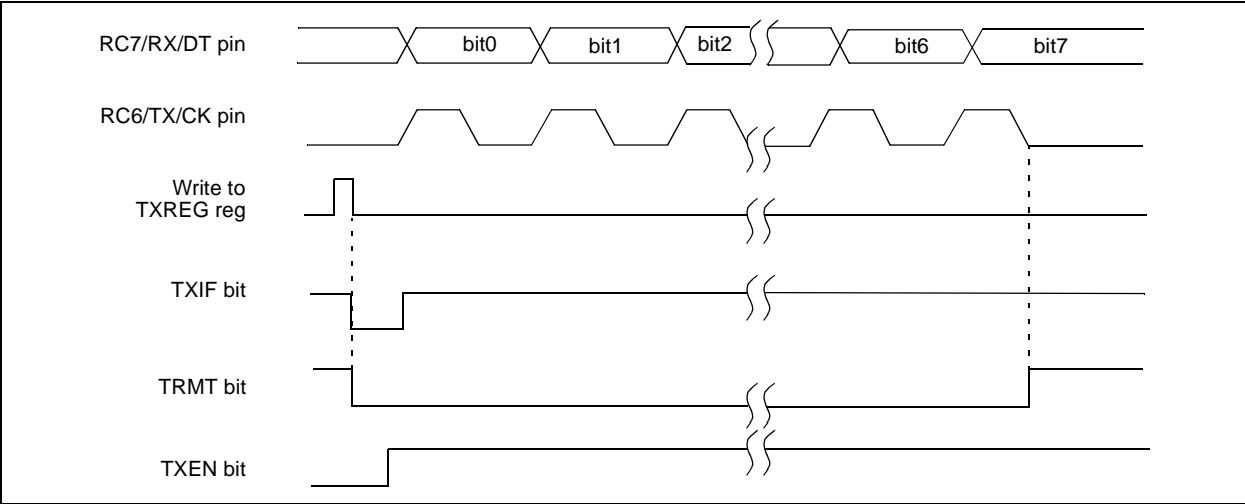 RC7/RX/DT pin
bit0
bit1
bit2
bit6
bit7
RC6/TX/CK pin
Write to
TXREG reg
TXIF bit
TRMT bit
TXEN bit